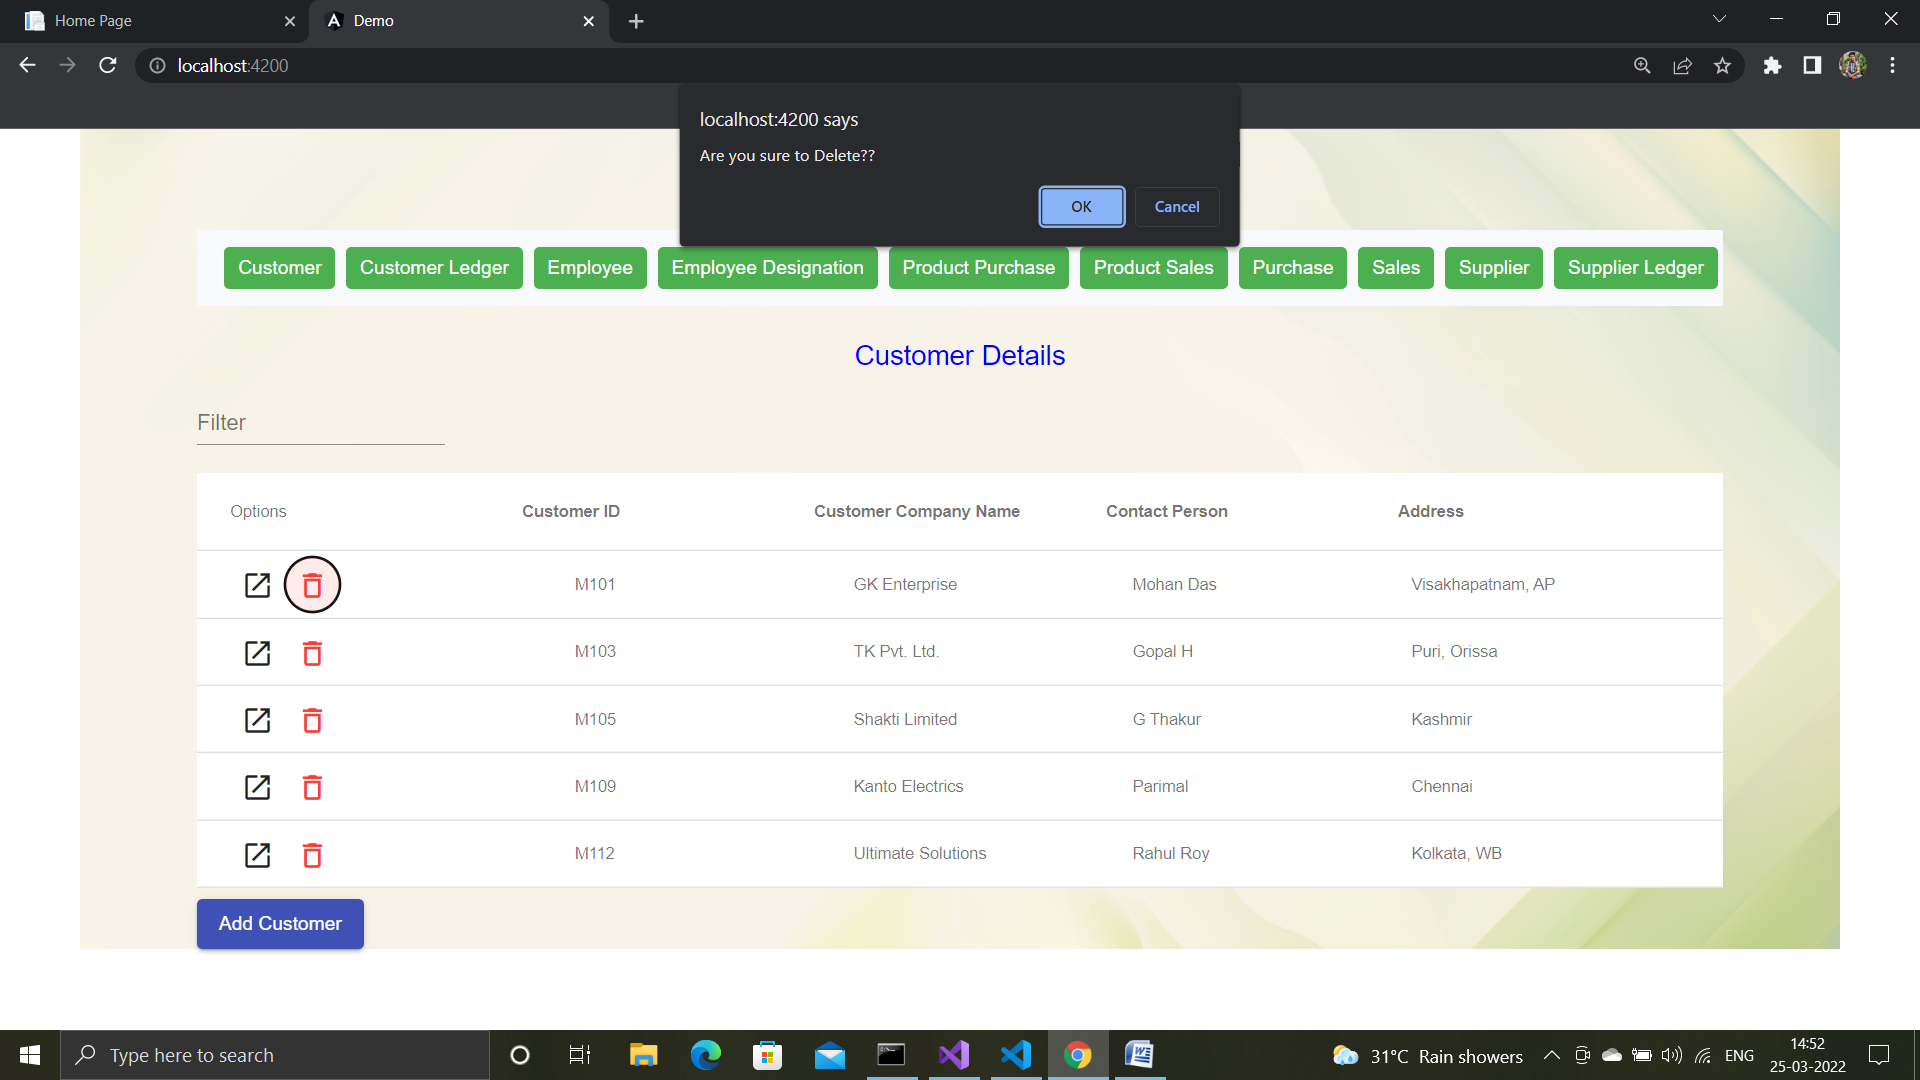 Home Page
Demo
localhost:4200
localhost:4200 says
Are you sure to Delete??
OK Cancel
Customer Customer Ledger Employee Employee Designation Product Purchase Product Sales Purchase Sales Supplier Supplier Ledger
Customer Details
Filter
Options Customer ID Customer Company Name Contact Person Address
M101 GK Enterprise Mohan Das Visakhapatnam, AP
M103 TK Pvt. Ltd. Gopal H Puri, Orissa
M105 Shakti Limited G Thakur Kashmir
M109 Kanto Electrics Parimal Chennai
M112 Ultimate Solutions Rahul Roy Kolkata, WB
Add Customer
Type here to search
31°C Rain showers
ENG
14:52
25-03-2022